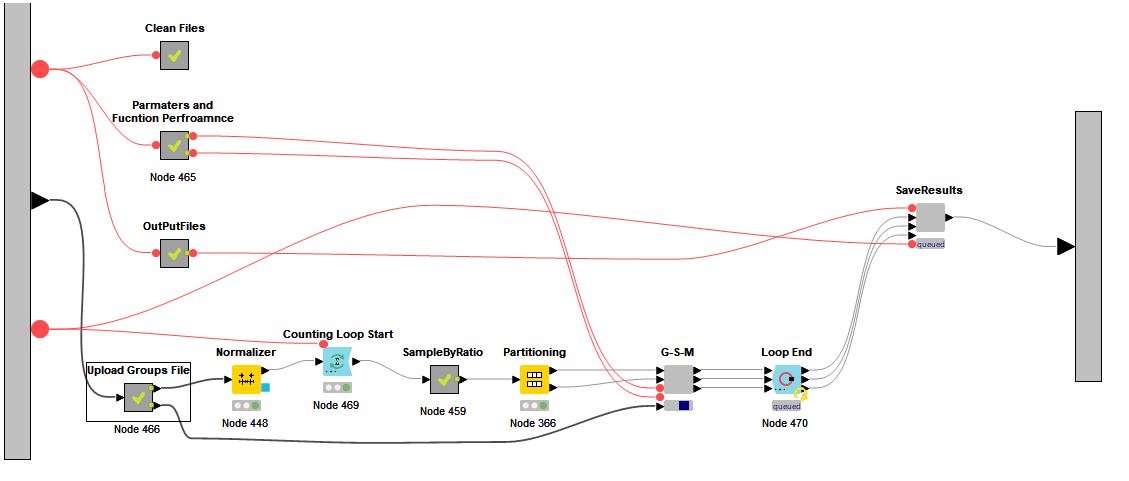 Clean Files
Parmaters and
Fucntion Perfroamnce
Node 465
OutPutFiles
SaveResults
queued
Counting Loop Start
Node 469
Upload Groups File
Node 466
Normalizer
Node 448
SampleByRatio
Node 459
Partitioning
Node 366
G-S-M
Loop End
queued
Node 470